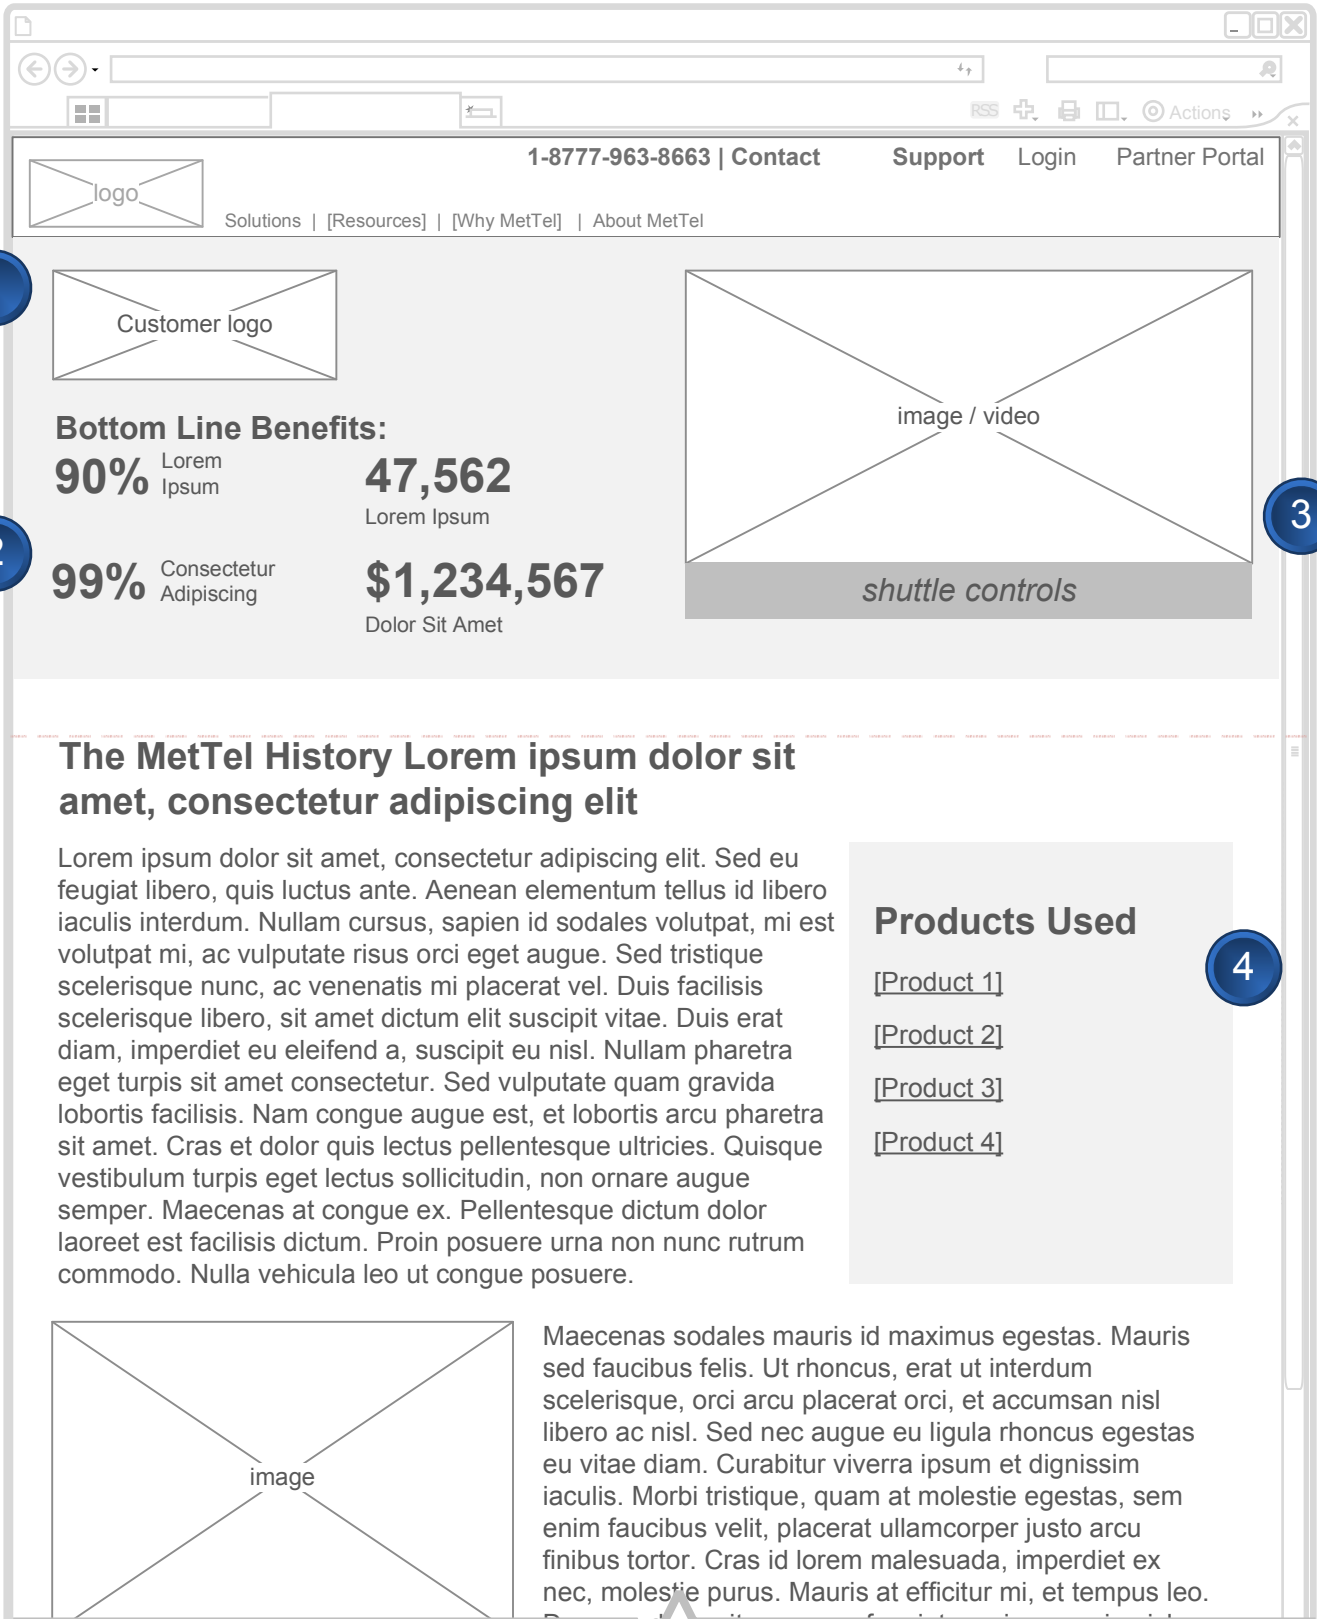 RSS
Actions
1-8777-963-8663 | Contact
Support
Login
Partner Portal
logo
Solutions | [Resources] | [Why MetTel] | About MetTel
Customer logo
image / video
Bottom Line Benefits:
90% Lorem Ipsum
47,562
Lorem Ipsum
3
2
99% Consectetur Adipiscing
$1,234,567
Dolor Sit Amet
shuttle controls
The MetTel History Lorem ipsum dolor sit
amet, consectetur adipiscing elit
Lorem ipsum dolor sit amet, consectetur adipiscing elit. Sed eu
feugiat libero, quis luctus ante. Aenean elementum tellus id libero
iaculis interdum. Nullam cursus, sapien id sodales volutpat, mi est
volutpat mi, ac vulputate risus orci eget augue. Sed tristique
scelerisque nunc, ac venenatis mi placerat vel. Duis facilisis
scelerisque libero, sit amet dictum elit suscipit vitae. Duis erat
diam, imperdiet eu eleifend a, suscipit eu nisl. Nullam pharetra
eget turpis sit amet consectetur. Sed vulputate quam gravida
lobortis facilisis. Nam congue augue est, et lobortis arcu pharetra
sit amet. Cras et dolor quis lectus pellentesque ultricies. Quisque
vestibulum turpis eget lectus sollicitudin, non ornare augue
semper. Maecenas at congue ex. Pellentesque dictum dolor
laoreet est facilisis dictum. Proin posuere urna non nunc rutrum
commodo. Nulla vehicula leo ut congue posuere.
Products Used
4
[Product 1]
[Product 2]
[Product 3]
[Product 4]
image
Maecenas sodales mauris id maximus egestas. Mauris
sed faucibus felis. Ut rhoncus, erat ut interdum
scelerisque, orci arcu placerat orci, et accumsan nisl
libero ac nisl. Sed nec augue eu ligula rhoncus egestas
eu vitae diam. Curabitur viverra ipsum et dignissim
iaculis. Morbi tristique, quam at molestie egestas, sem
enim faucibus velit, placerat ullamcorper justo arcu
finibus tortor. Cras id lorem malesuada, imperdiet ex
nec, molestie purus. Mauris at efficitur mi, et tempus leo.